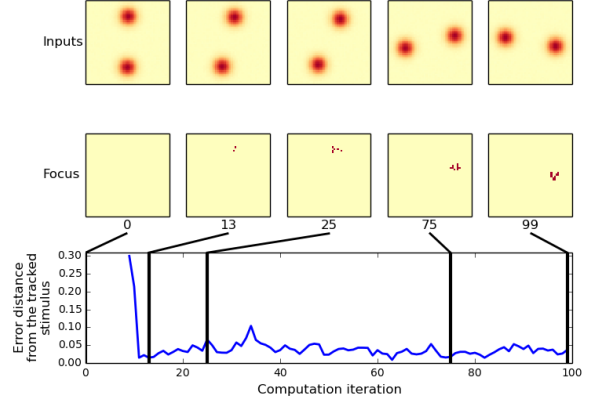 Inputs
Focus
0 13 25 75 99
Error distance
from the tracked
stimulus
0.30
0.25
0.20
0.15
0.10
0.05
0.00
0 20 40 60 80 100
Computation iteration